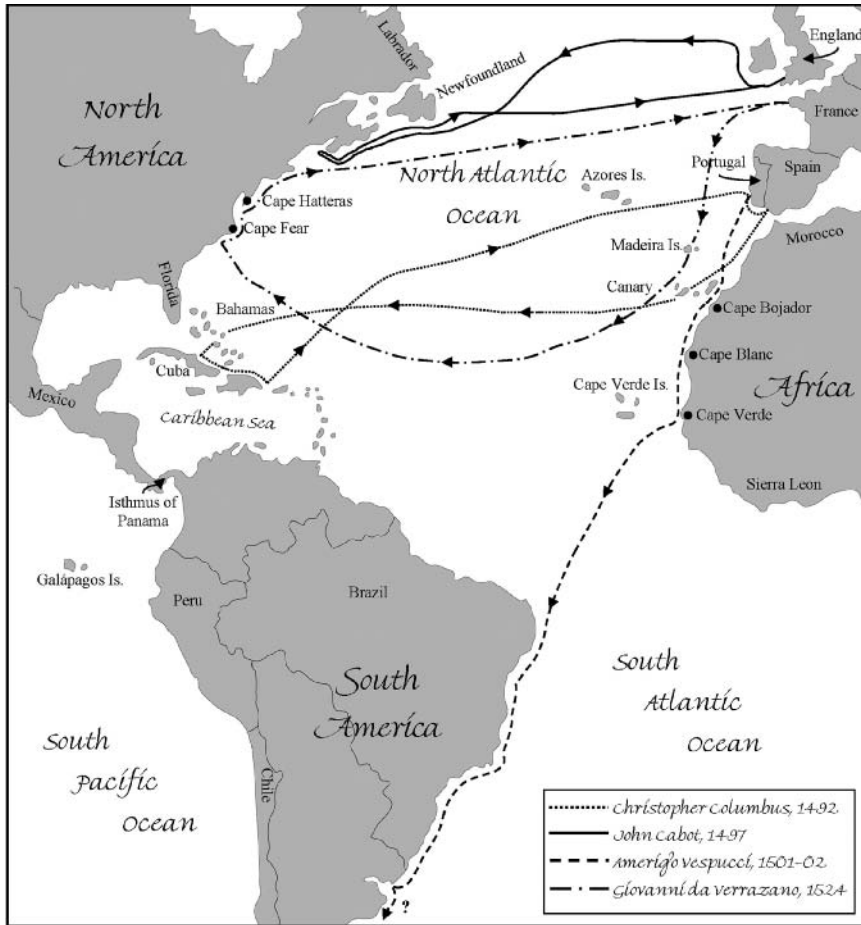 Labrador
England
Newfoundland
North
America
France
Portugal
Spain
North Atlantic
Ocean
Azores Is.
Cape Hatteras
Cape Fear
Madeira Is.
Morocco
Florida
Canary
Bahamas
Cape Bojador
Cape Blanc
Cuba
Cape Verde Is.
Africa
Mexico
Caribbean Sea
Cape Verde
Sierra Leon
Isthmus of
Panama
Galápagos Is.
Peru
Brazil
South
America
South
Atlantic
Ocean
South
Pacific
Ocean
Chile
?
Christopher Columbus, 1492
John Cabot, 1497
Amerigo Vespucci, 1501-02
Giovanni da Verrazano, 1524